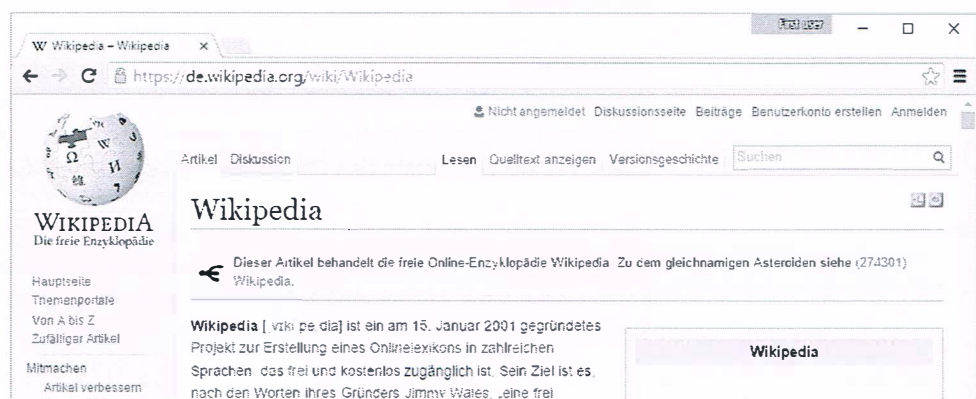 First user
W Wikipedia – Wikipedia
https://de.wikipedia.org/wiki/Wikipedia
Nicht angemeldet Diskussionsseite Beiträge Benutzerkonto erstellen Anmelden
Artikel Diskussion Lesen Quelltext anzeigen Versionsgeschichte Suchen
WIKIPEDIA
Die freie Enzyklopädie
Hauptseite
Themenportale
Von A bis Z
Zufälliger Artikel
Mitmachen
Artikel verbessern
Wikipedia
Dieser Artikel behandelt die freie Online-Enzyklopädie Wikipedia. Zu dem gleichnamigen Asteroiden siehe (274301)
Wikipedia.
Wikipedia [ˌvɪkiˈpeːdia] ist ein am 15. Januar 2001 gegründetes
Projekt zur Erstellung eines Onlinelexikons in zahlreichen
Sprachen, das frei und kostenlos zugänglich ist. Sein Ziel ist es,
nach den Worten ihres Gründers Jimmy Wales, „eine frei
Wikipedia